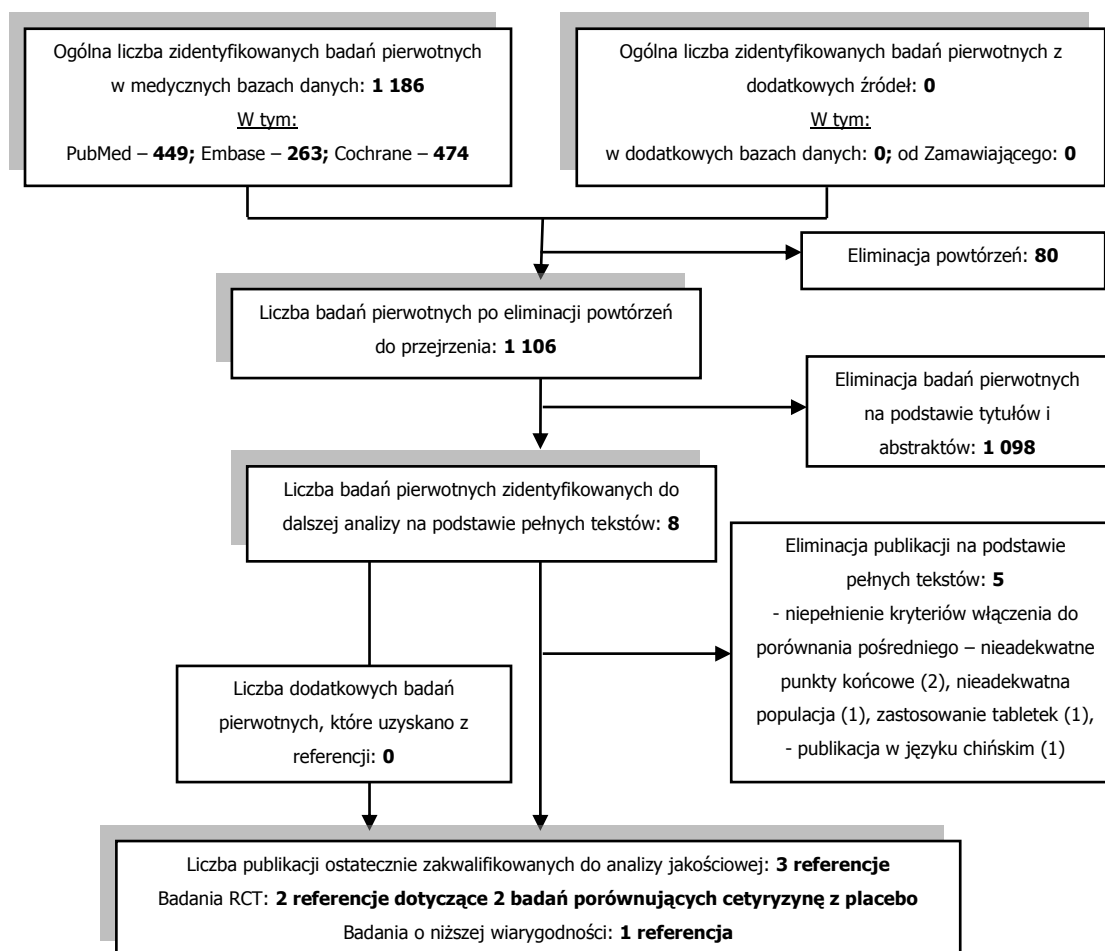 Ogólna liczba zidentyfikowanych badań pierwotnych
w medycznych bazach danych: 1 186
W tym:
PubMed – 449; Embase – 263; Cochrane – 474
Ogólna liczba zidentyfikowanych badań pierwotnych z
dodatkowych źródeł: 0
W tym:
w dodatkowych bazach danych: 0; od Zamawiającego: 0
Eliminacja powtórzeń: 80
Liczba badań pierwotnych po eliminacji powtórzeń
do przejrzenia: 1 106
Eliminacja badań pierwotnych
na podstawie tytułów i
abstraktów: 1 098
Liczba badań pierwotnych zidentyfikowanych do
dalszej analizy na podstawie pełnych tekstów: 8
Eliminacja publikacji na podstawie
pełnych tekstów: 5
- niepełnienie kryteriów włączenia do
porównania pośredniego – nieadekwatne
punkty końcowe (2), nieadekwatna
populacja (1), zastosowanie tabletek (1),
- publikacja w języku chińskim (1)
Liczba dodatkowych badań
pierwotnych, które uzyskano z
referencji: 0
Liczba publikacji ostatecznie zakwalifikowanych do analizy jakościowej: 3 referencje
Badania RCT: 2 referencje dotyczące 2 badań porównujących cetyryzynę z placebo
Badania o niższej wiarygodności: 1 referencja